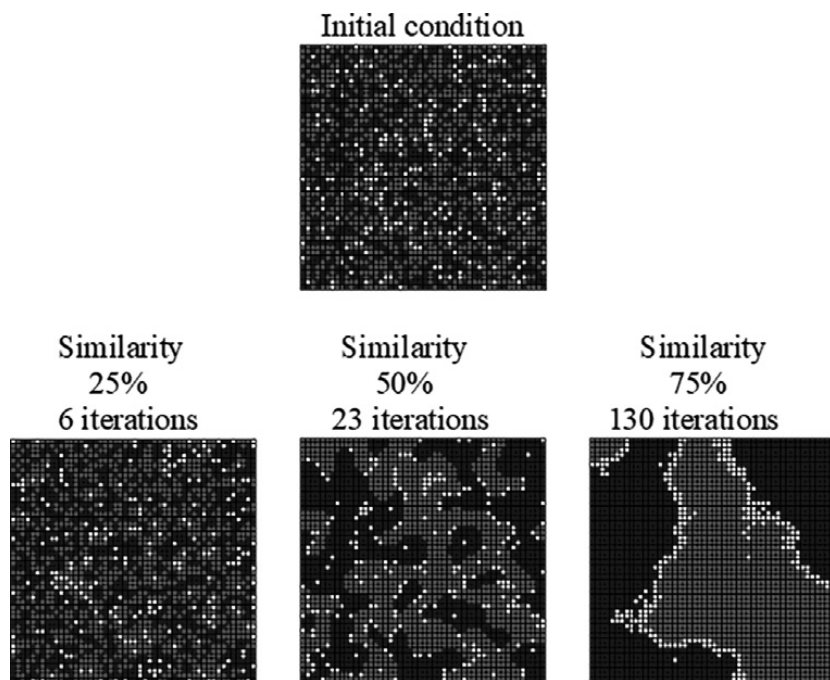 Initial condition
Similarity
25%
6 iterations
Similarity
50%
23 iterations
Similarity
75%
130 iterations